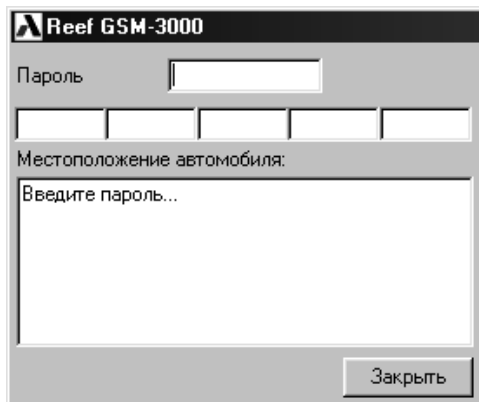 Reef GSM-3000
Пароль
Местоположение автомобиля:
Введите пароль...
Закрыть